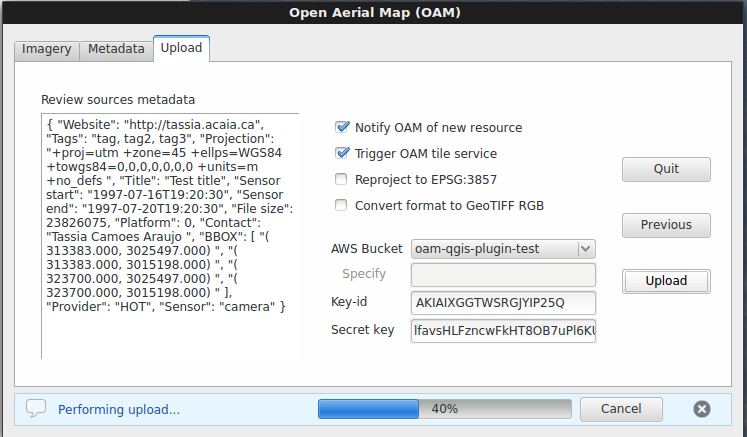 Open Aerial Map (OAM)
Imagery Metadata Upload
Review sources metadata
{ "Website": "http://tassia.acaia.ca",
"Tags": "tag, tag2, tag3", "Projection":
"+proj=utm +zone=45 +ellps=WGS84
+towgs84=0,0,0,0,0,0,0 +units=m
+no_defs ", "Title": "Test title", "Sensor
start": "1997-07-16T19:20:30", "Sensor
end": "1997-07-20T19:20:30", "File size":
23826075, "Platform": 0, "Contact":
"Tassia Camoes Araujo ", "BBOX": [ "(
313383.000, 3025497.000) ", "(
313383.000, 3015198.000) ", "(
323700.000, 3025497.000) ", "(
323700.000, 3015198.000) " ],
"Provider": "HOT", "Sensor": "camera" }
Notify OAM of new resource
Trigger OAM tile service
Reproject to EPSG:3857
Convert format to GeoTIFF RGB
AWS Bucket oam-qgis-plugin-test
Specify
Key-id AKIAIXGGTWSRGJYIP25Q
Secret key
Quit
Previous
Upload
Performing upload... 40% Cancel